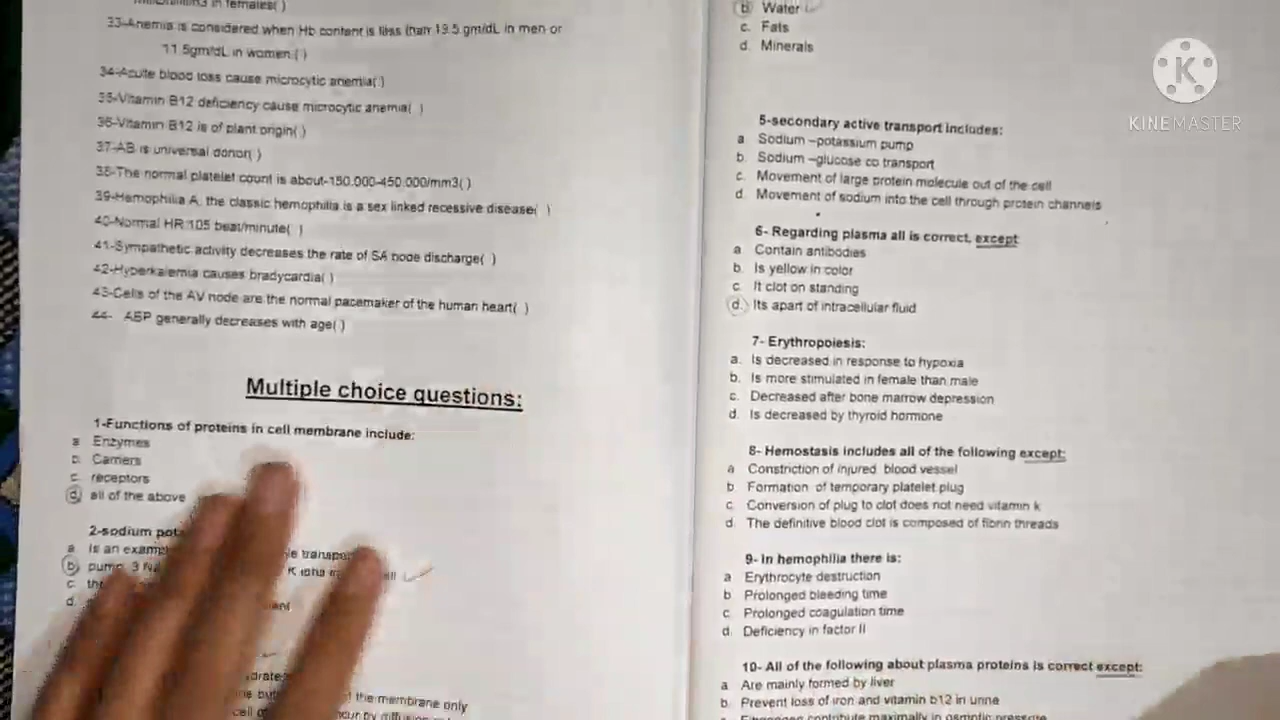 in females( )
33-Anemia is considered when Hb content is less than 13.5 gm/dL in men or
11.5gm/dL in women.( )
34-Acute blood loss cause microcytic anemia( )
35-Vitamin B12 deficiency cause microcytic anemia( )
36-Vitamin B12 is of plant origin( )
37-AB is universal donor( )
38-The normal platelet count is about-150.000-450.000/mm3( )
39-Hemophilia A, the classic hemophilia is a sex linked recessive disease( )
40-Normal HR:105 beat/minute( )
41-Sympathetic activity decreases the rate of SA node discharge( )
42-Hyperkalemia causes bradycardia( )
43-Cells of the AV node are the normal pacemaker of the human heart( )
44- ABP generally decreases with age( )
Multiple choice questions:
1-Functions of proteins in cell membrane include:
a. Enzymes
b. Carriers
c. receptors
d. all of the above
2-sodium
a. Is an
b. pump 3
c.
d.
the membrane only
b. Water
c. Fats
d. Minerals
5-secondary active transport includes:
a. Sodium –potassium pump
b. Sodium –glucose co transport
c. Movement of large protein molecule out of the cell
d. Movement of sodium into the cell through protein channels
6- Regarding plasma all is correct, except
a. Contain antibodies
b. Is yellow in color
c. It clot on standing
d. Its apart of intracellular fluid
7- Erythropoiesis:
a. Is decreased in response to hypoxia
b. Is more stimulated in female than male
c. Decreased after bone marrow depression
d. Is decreased by thyroid hormone
8- Hemostasis includes all of the following except:
a. Constriction of injured blood vessel
b. Formation of temporary platelet plug
c. Conversion of plug to clot does not need vitamin k
d. The definitive blood clot is composed of fibrin threads
9- In hemophilia there is:
a. Erythrocyte destruction
b. Prolonged bleeding time
c. Prolonged coagulation time
d. Deficiency in factor II
10- All of the following about plasma proteins is correct except:
a. Are mainly formed by liver
b. Prevent loss of iron and vitamin b12 in urine
c. Fibrinogen contribute maximally in osmotic pressure
K
KINEMASTER